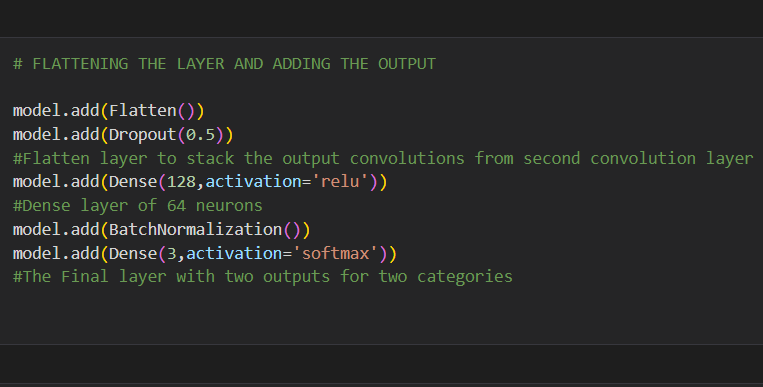 # FLATTENING THE LAYER AND ADDING THE OUTPUT
model.add(Flatten())
model.add(Dropout(0.5))
#Flatten layer to stack the output convolutions from second convolution layer
model.add(Dense(128,activation='relu'))
#Dense layer of 64 neurons
model.add(BatchNormalization())
model.add(Dense(3,activation='softmax'))
#The Final layer with two outputs for two categories